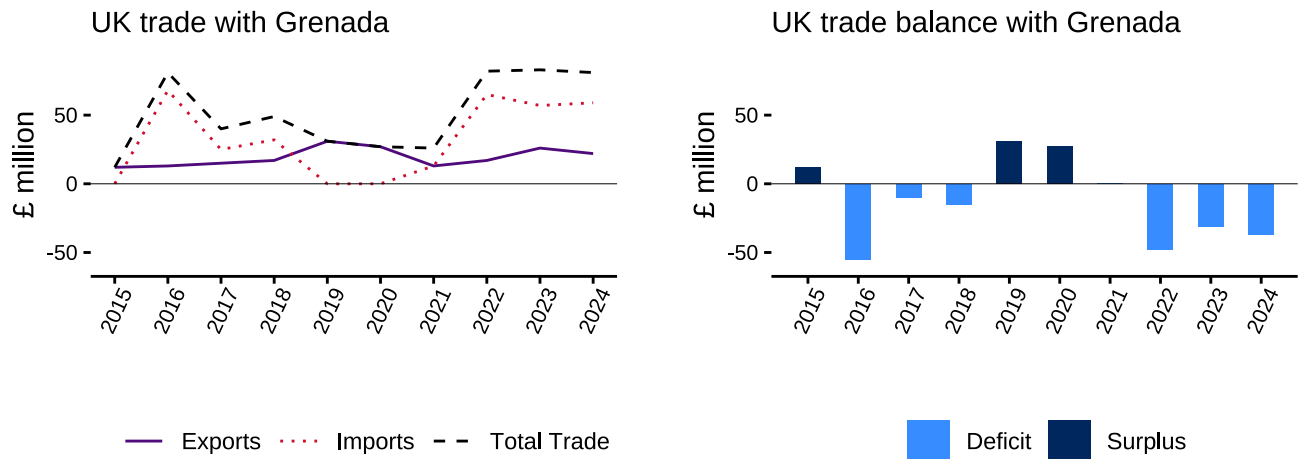 UK trade with Grenada
£ million
50
0
-50
2015 2016 2017 2018 2019 2020 2021 2022 2023 2024
Exports Imports Total Trade
UK trade balance with Grenada
£ million
50
0
-50
2015 2016 2017 2018 2019 2020 2021 2022 2023 2024
Deficit Surplus